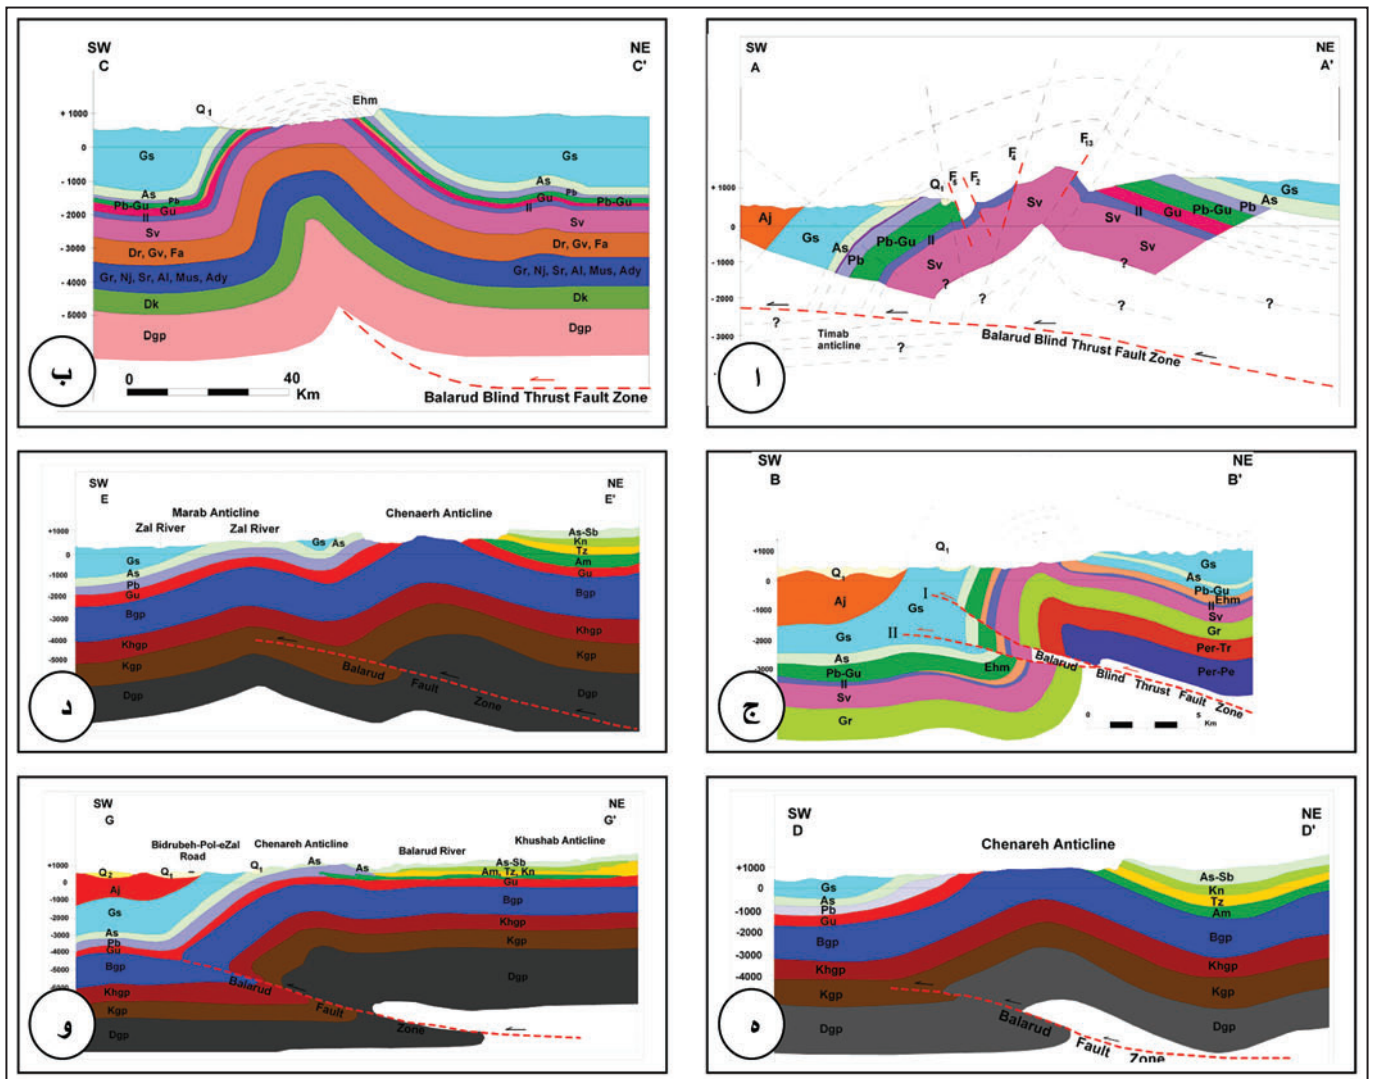 SW NE
C C'
Q1 Ehm
+ 1000
0
- 1000
- 2000
- 3000
- 4000
- 5000
Gs Gs
As As
Pb Pb
Pb-Gu Gu Gu Pb-Gu
II II
Sv Sv
Dr, Gv, Fa Dr, Gv, Fa
Gr, Nj, Sr, Al, Mus, Ady Gr, Nj, Sr, Al, Mus, Ady
Dk Dk
Dgp Dgp
0 40
Km
Balarud Blind Thrust Fault Zone
ب
SW NE
A A'
F4 F13
Q1 F5 F2
+ 1000
0
- 1000
- 2000
- 3000
Aj Gs As Pb Pb-Gu II Sv Sv Sv II Gu Pb-Gu Pb As Gs
Sv
? ? ? ? ? ? ?
Timab
anticline
Balarud Blind Thrust Fault Zone
ا
SW NE
E E'
Marab Anticline Chenaerh Anticline
Zal River Zal River
+1000
0
-1000
-2000
-3000
-4000
-5000
Gs Gs As As-Sb
Kn
Tz
Am
As
Pb
Gu Gu
Bgp Bgp
Khgp Khgp
Kgp Kgp
Dgp Dgp
Balarud Fault Zone
د
SW NE
B B'
Q1
+1000
0
-1000
-2000
-3000
Q1
Aj Gs Gs
I
II
Gs As
As Pb-Gu
Pb-Gu Ehm Ehm
II II
Sv Sv
Gr Gr
Per-Tr
Per-Pe
Balarud Blind Thrust Fault Zone
0 5
Km
ج
SW NE
G G'
Bidrubeh-Pol-eZal
Road
Chenareh Anticline Balarud River Khushab Anticline
+1000
0
-1000
-2000
-3000
-4000
-5000
Q2 Q1 Q1 As As As-Sb
Am, Tz, Kn
Aj Gu
Gs Bgp
As
Pb
Gu Khgp
Bgp Kgp
Khgp Dgp
Kgp
Dgp
Balarud Fault Zone
و
SW NE
D D'
Chenareh Anticline
+1000
0
-1000
-2000
-3000
-4000
Gs As-Sb
As Kn
Pb Tz
Gu Am
Bgp Bgp
Khgp Khgp
Kgp Kgp
Dgp Dgp
Balarud Fault Zone
ه